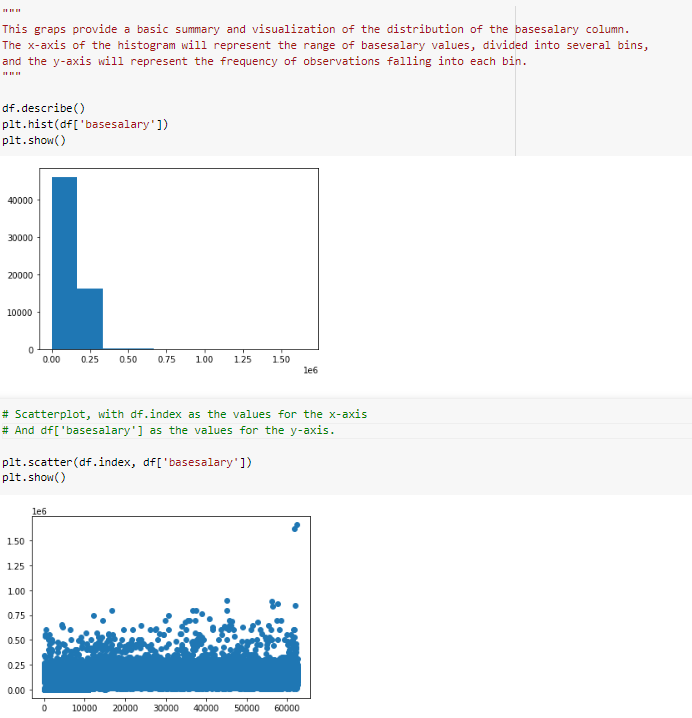 """
This graps provide a basic summary and visualization of the distribution of the basesalary column.
The x-axis of the histogram will represent the range of basesalary values, divided into several bins,
and the y-axis will represent the frequency of observations falling into each bin.
"""
df.describe()
plt.hist(df['basesalary'])
plt.show()
40000
30000
20000
10000
0
0.00 0.25 0.50 0.75 1.00 1.25 1.50
1e6
# Scatterplot, with df.index as the values for the x-axis
# And df['basesalary'] as the values for the y-axis.
plt.scatter(df.index, df['basesalary'])
plt.show()
1e6
1.50
1.25
1.00
0.75
0.50
0.25
0.00
0 10000 20000 30000 40000 50000 60000